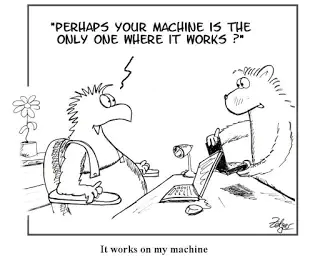 "PERHAPS YOUR MACHINE IS THE
ONLY ONE WHERE IT WORKS ?"
It works on my machine